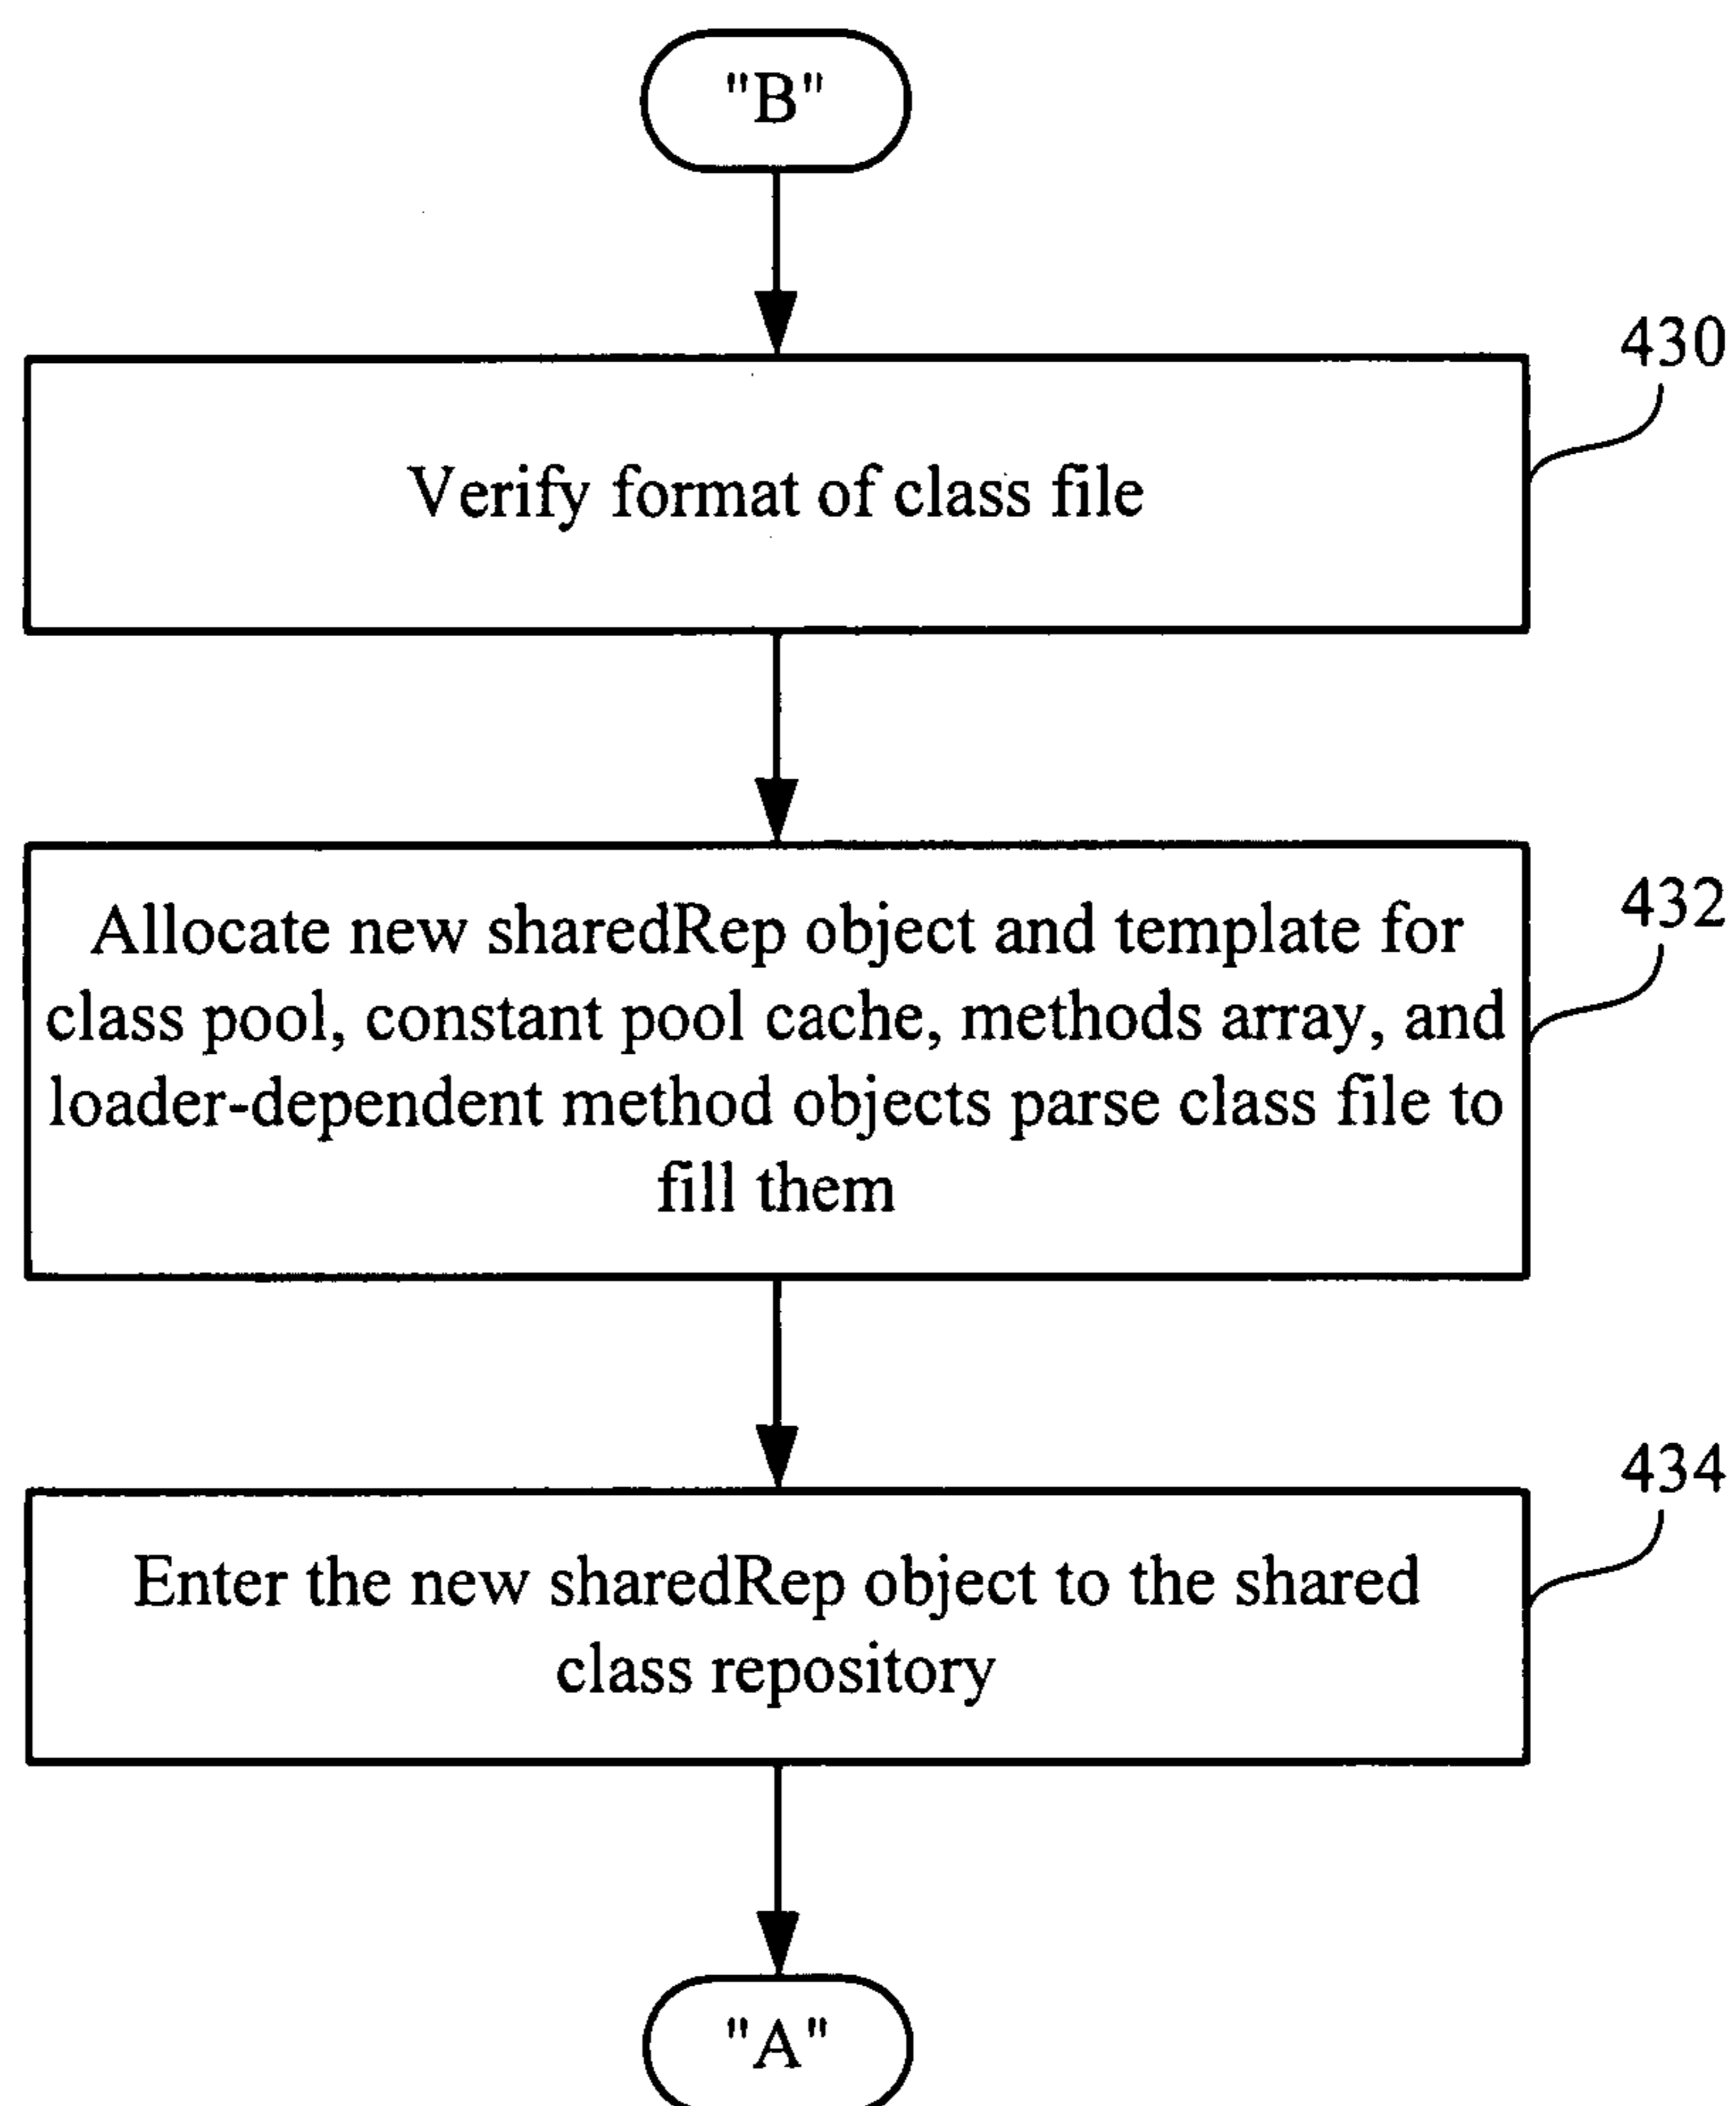 "B"
430
Verify format of class file
432
Allocate new sharedRep object and template for
class pool, constant pool cache, methods array, and
loader-dependent method objects parse class file to
fill them
434
Enter the new sharedRep object to the shared
class repository
"A"